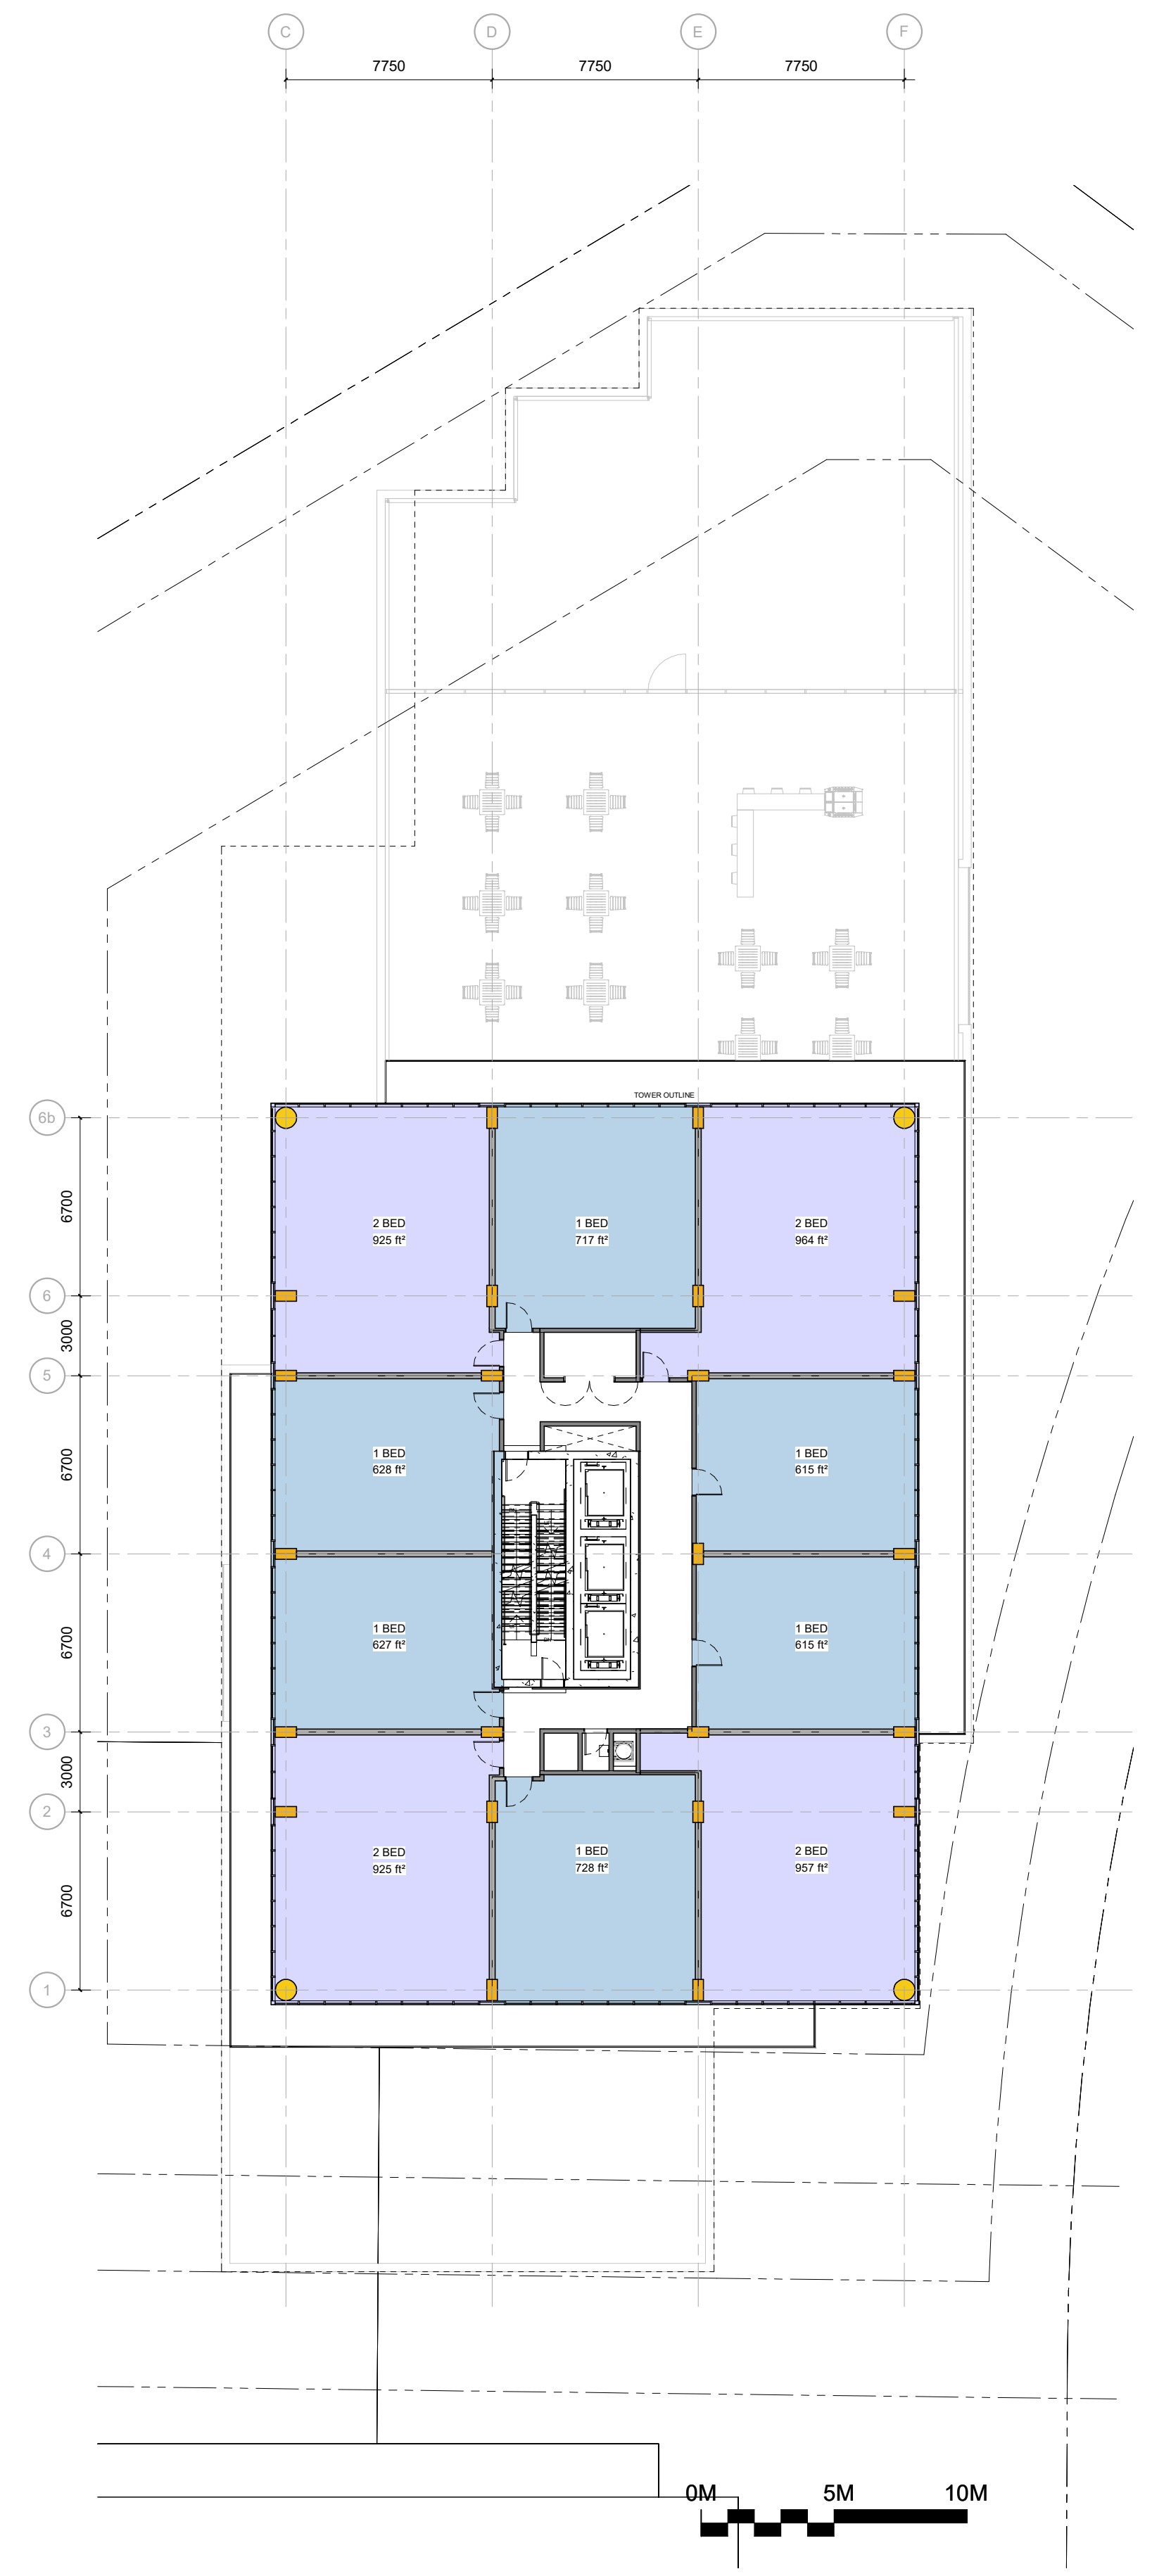 C D E F
7750 7750 7750
TOWER OUTLINE
6b
6700
2 BED
925 ft²
1 BED
717 ft²
2 BED
964 ft²
6
3000
5
6700
1 BED
628 ft²
1 BED
615 ft²
4
6700
1 BED
627 ft²
1 BED
615 ft²
3
3000
2
6700
2 BED
925 ft²
1 BED
728 ft²
2 BED
957 ft²
1
0M 5M 10M